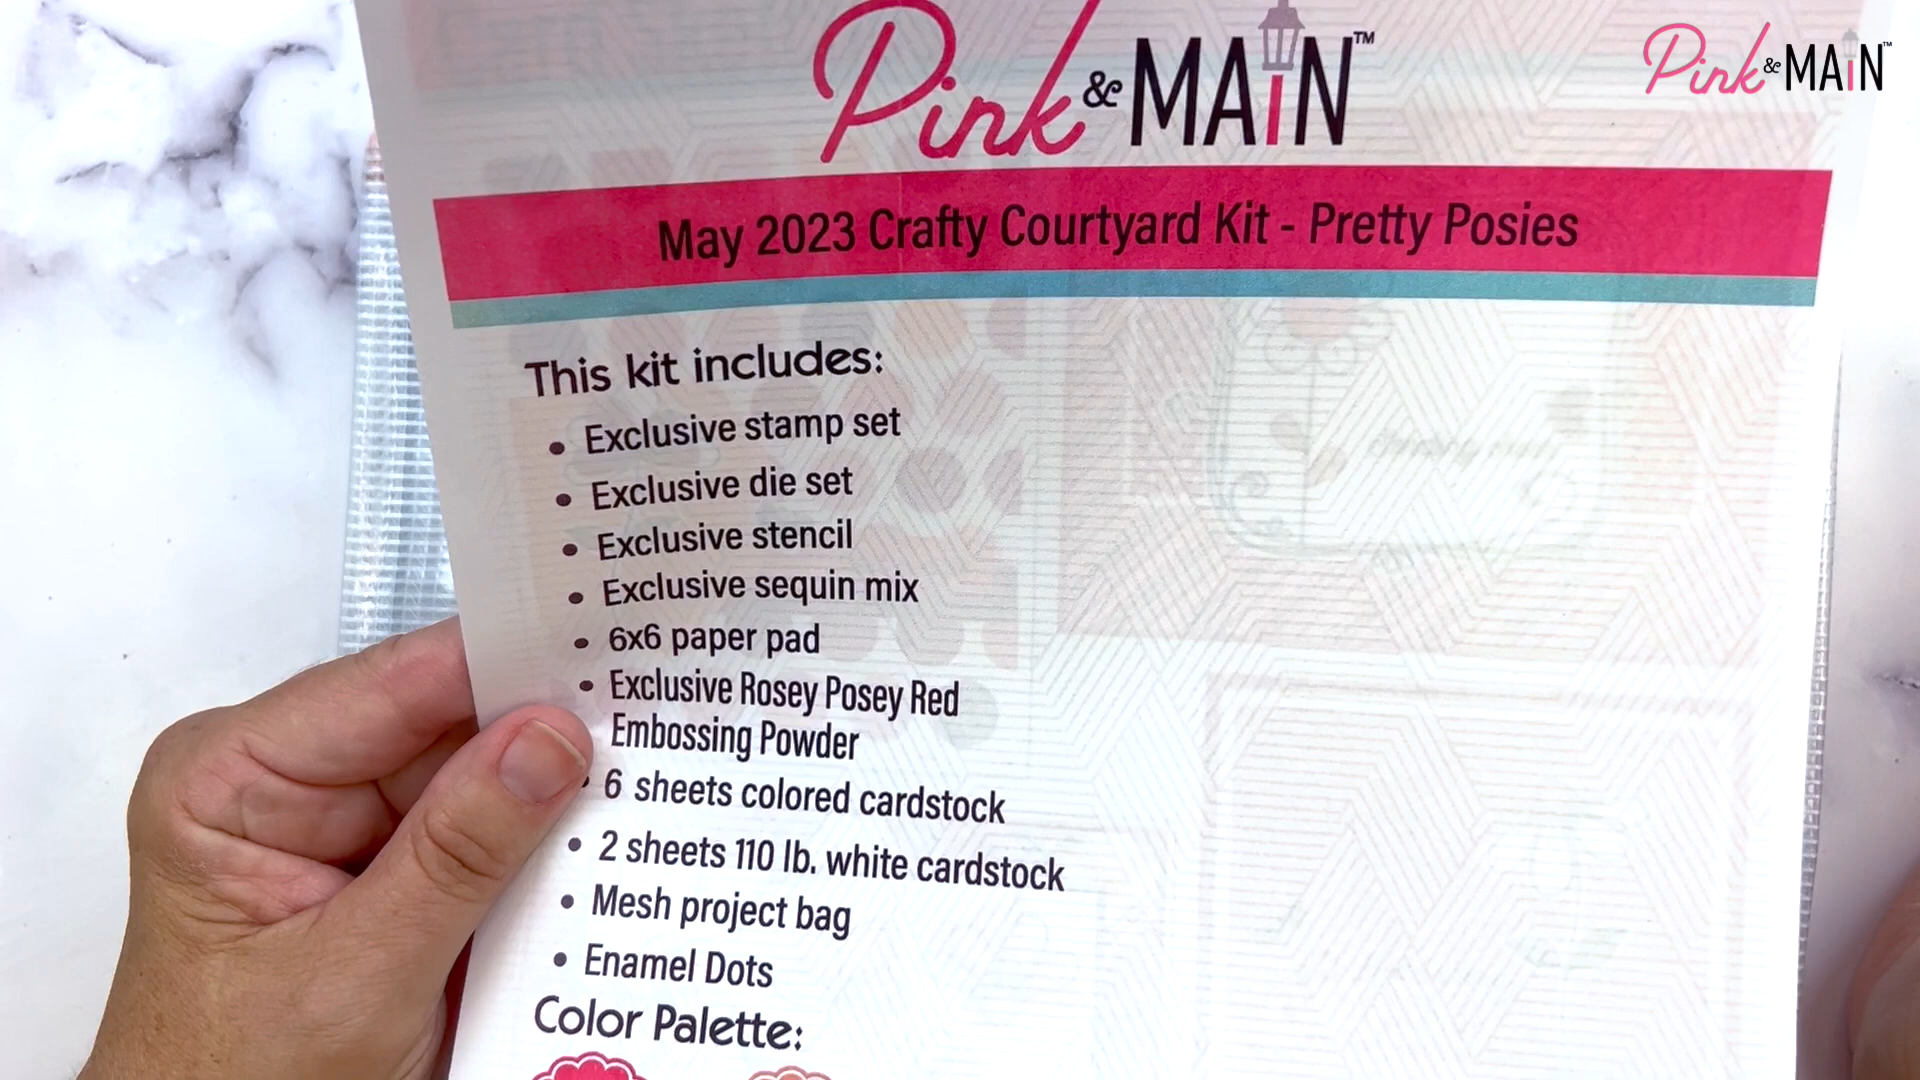 Pink & MAiN™
Pink & MAiN™
May 2023 Crafty Courtyard Kit - Pretty Posies
This kit includes:
• Exclusive stamp set
• Exclusive die set
• Exclusive stencil
• Exclusive sequin mix
• 6x6 paper pad
• Exclusive Rosey Posey Red
Embossing Powder
• 6 sheets colored cardstock
• 2 sheets 110 lb. white cardstock
• Mesh project bag
• Enamel Dots
Color Palette: